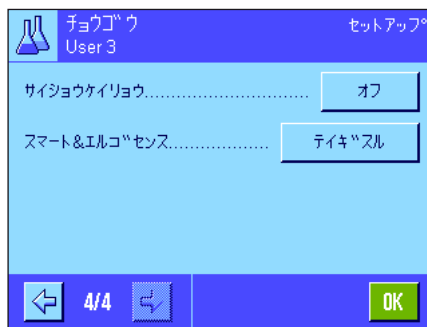 チョウゴウ セットアップ
User 3
サイショウケイリョウ................................ オフ
スマート&エルゴセンス.................... テイギスル
4/4 OK